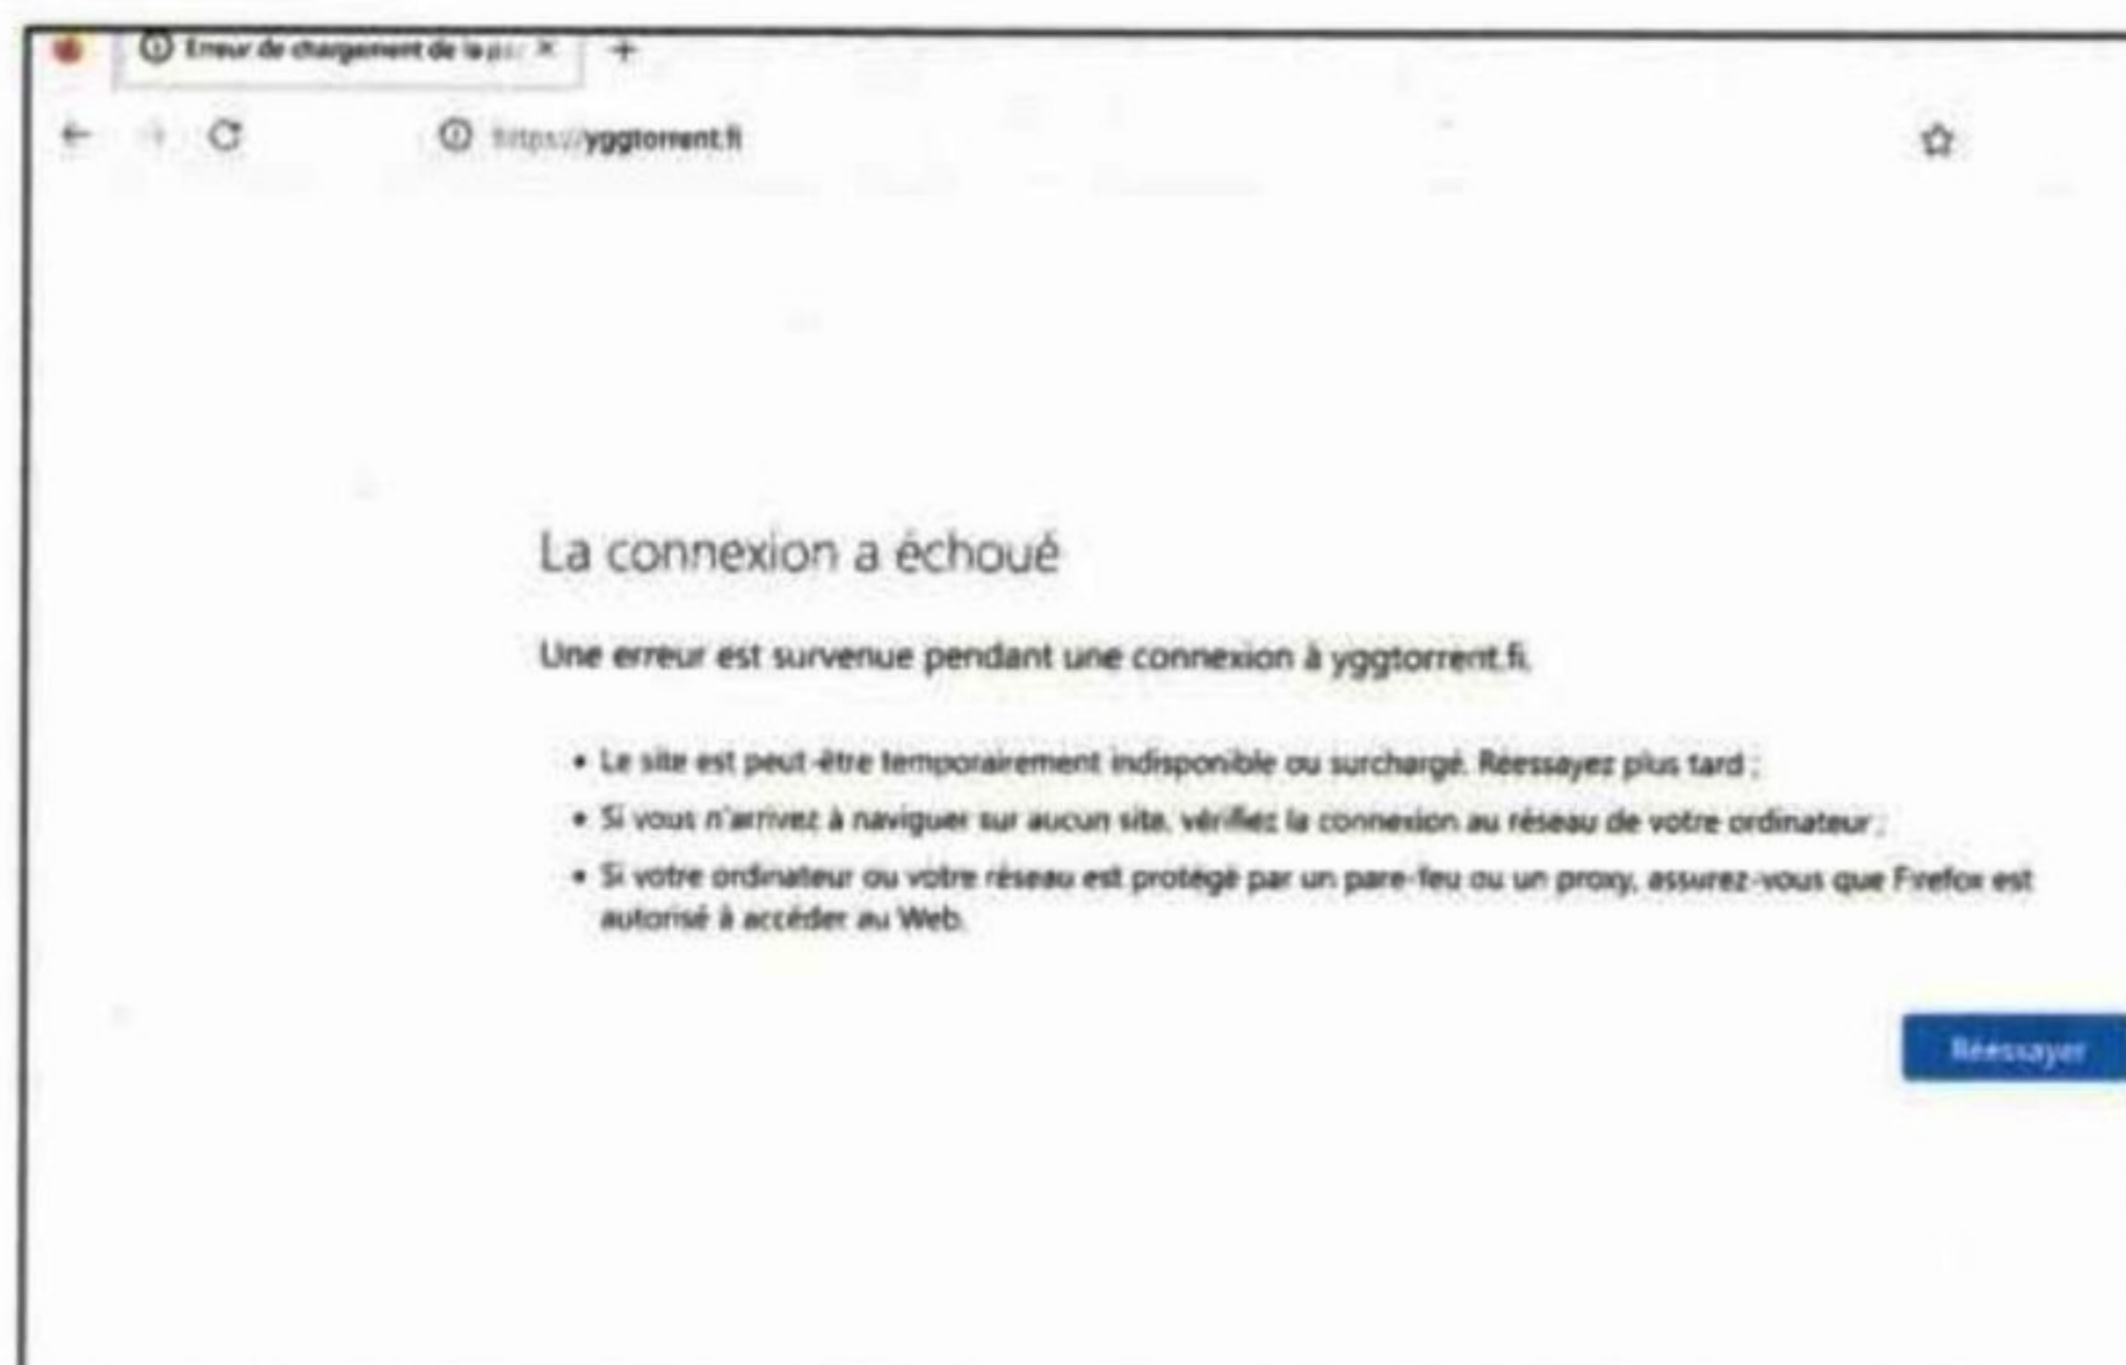 Erreur de chargement de la
https://yggtorrent.fi
La connexion a échoué
Une erreur est survenue pendant une connexion à yggtorrent.fi.
• Le site est peut-être temporairement indisponible ou surchargé. Réessayez plus tard ;
• Si vous n'arrivez à naviguer sur aucun site, vérifiez la connexion au réseau de votre ordinateur ;
• Si votre ordinateur ou votre réseau est protégé par un pare-feu ou un proxy, assurez-vous que Firefox est
autorisé à accéder au Web.
Réessayer